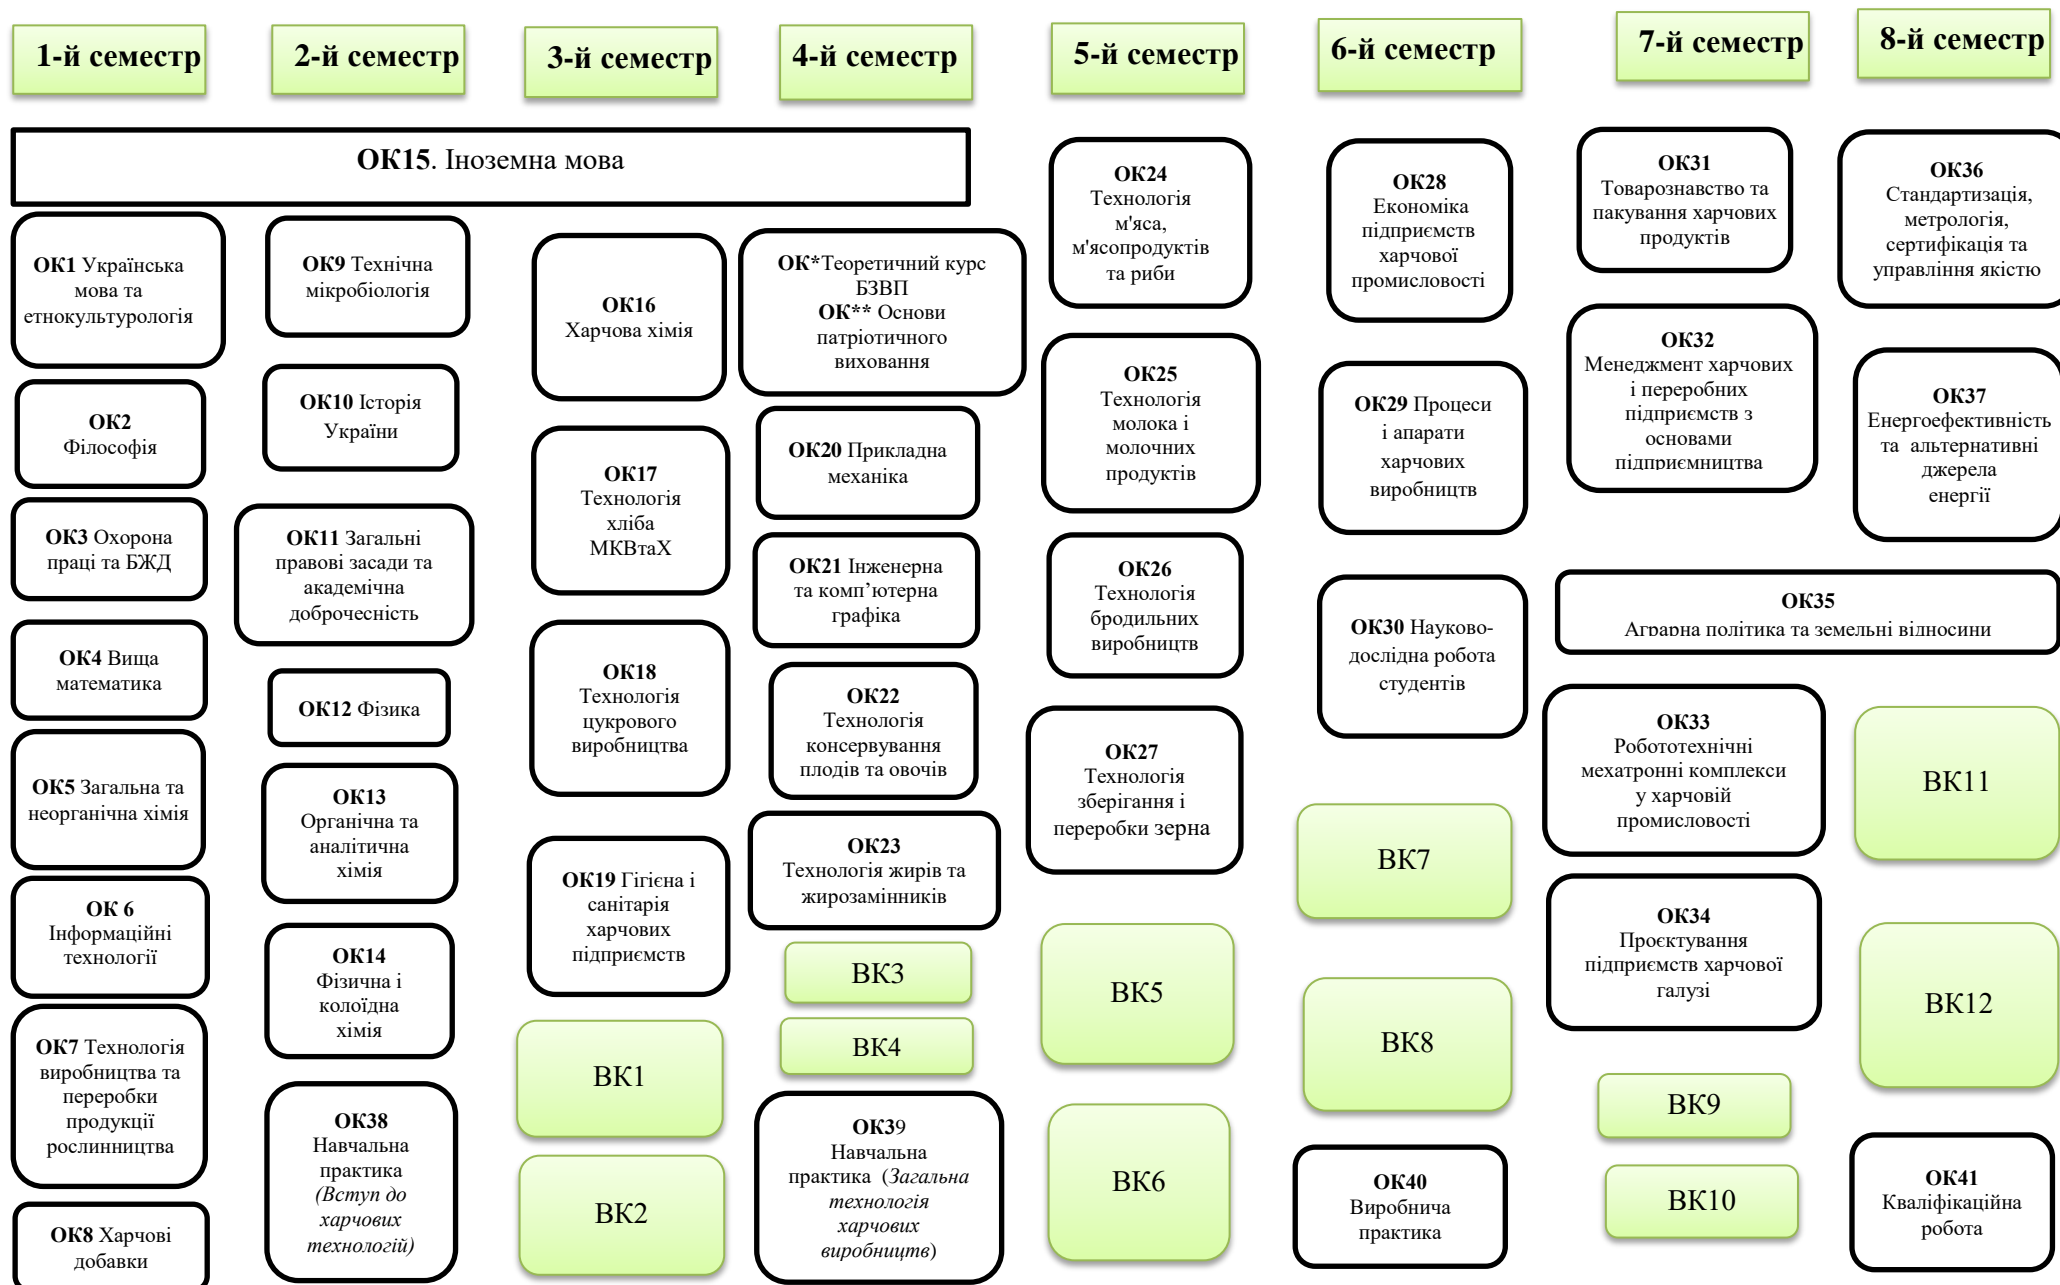 1-й семестр
2-й семестр
3-й семестр
4-й семестр
5-й семестр
6-й семестр
7-й семестр
8-й семестр
ОК15. Іноземна мова
ОК1 Українська
мова та
етнокультурологія
ОК2
Філософія
ОК3 Охорона
праці та БЖД
ОК4 Вища
математика
ОК5 Загальна та
неорганічна хімія
ОК 6
Інформаційні
технології
ОК7 Технологія
виробництва та
переробки
продукції
рослинництва
ОК8 Харчові
добавки
ОК9 Технічна
мікробіологія
ОК10 Історія
України
ОК11 Загальні
правові засади та
академічна
доброчесність
ОК12 Фізика
ОК13
Органічна та
аналітична
хімія
ОК14
Фізична і
колоїдна
хімія
ОК38
Навчальна
практика
(Вступ до
харчових
технологій)
ОК16
Харчова хімія
ОК17
Технологія
хліба
МКВтаХ
ОК18
Технологія
цукрового
виробництва
ОК19 Гігієна і
санітарія
харчових
підприємств
ВК1
ВК2
ОК*Теоретичний курс
БЗВП
ОК** Основи
патріотичного
виховання
ОК20 Прикладна
механіка
ОК21 Інженерна
та комп’ютерна
графіка
ОК22
Технологія
консервування
плодів та овочів
ОК23
Технологія жирів та
жирозамінників
ВК3
ВК4
ОК39
Навчальна
практика (Загальна
технологія
харчових
виробництв)
ОК24
Технологія
м'яса,
м'ясопродуктів
та риби
ОК25
Технологія
молока і
молочних
продуктів
ОК26
Технологія
бродильних
виробництв
ОК27
Технологія
зберігання і
переробки зерна
ВК5
ВК6
ОК28
Економіка
підприємств
харчової
промисловості
ОК29 Процеси
і апарати
харчових
виробництв
ОК30 Науково-
дослідна робота
студентів
ВК7
ВК8
ОК40
Виробнича
практика
ОК31
Товарознавство та
пакування харчових
продуктів
ОК32
Менеджмент харчових
і переробних
підприємств з
основами
підприємництва
ОК35
Аграрна політика та земельні відносини
ОК33
Робототехнічні
мехатронні комплекси
у харчовій
промисловості
ОК34
Проєктування
підприємств харчової
галузі
ВК9
ВК10
ОК36
Стандартизація,
метрологія,
сертифікація та
управління якістю
ОК37
Енергоефективність
та альтернативні
джерела
енергії
ВК11
ВК12
ОК41
Кваліфікаційна
робота